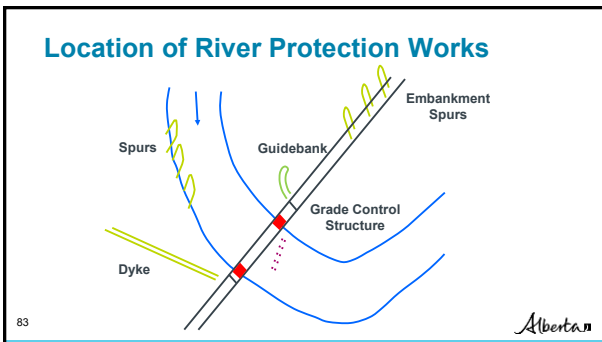 Location of River Protection Works
Embankment
Spurs
Spurs
Guidebank
Grade Control
Structure
Dyke
83
Alberta